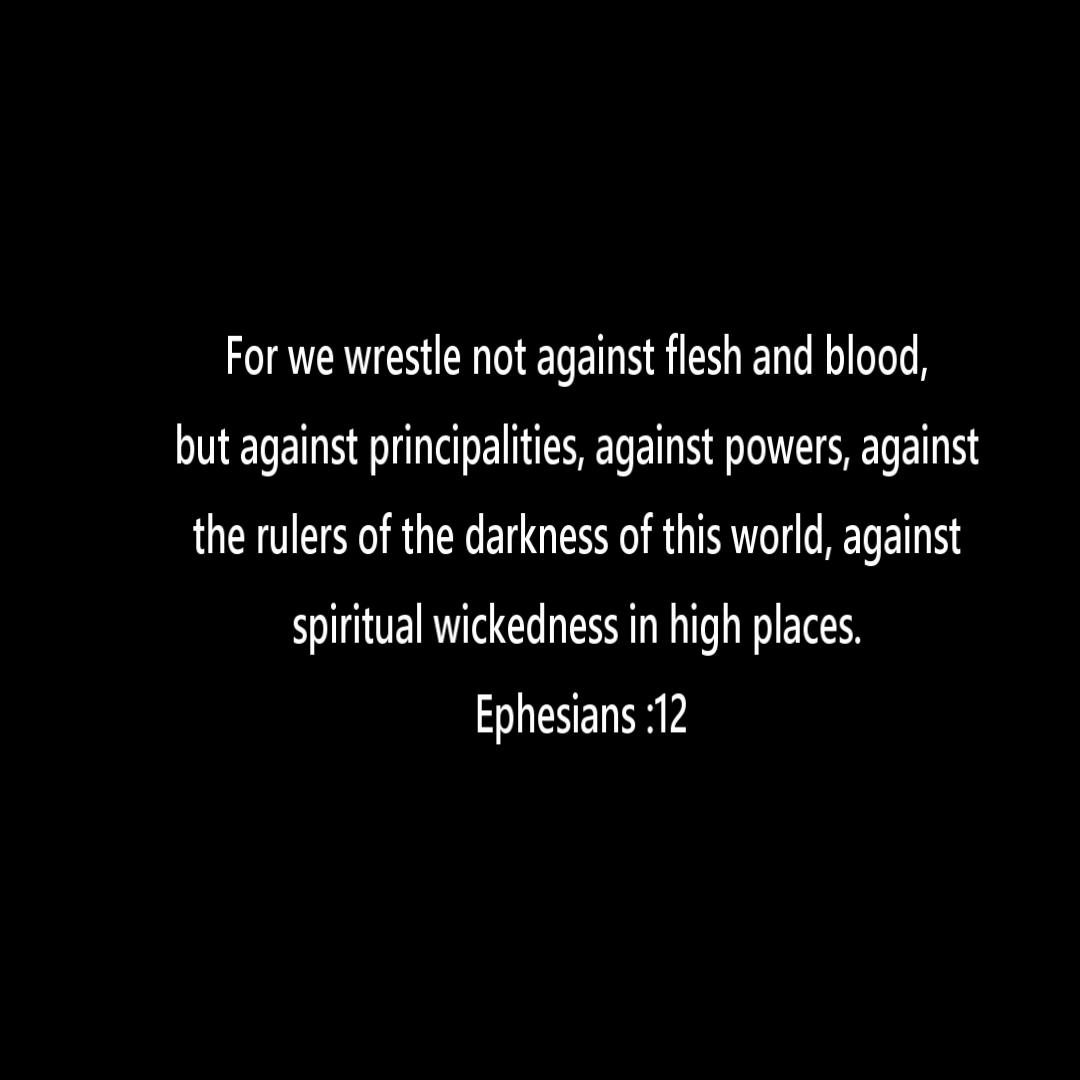 For we wrestle not against flesh and blood,
but against principalities, against powers, against
the rulers of the darkness of this world, against
spiritual wickedness in high places.
Ephesians :12